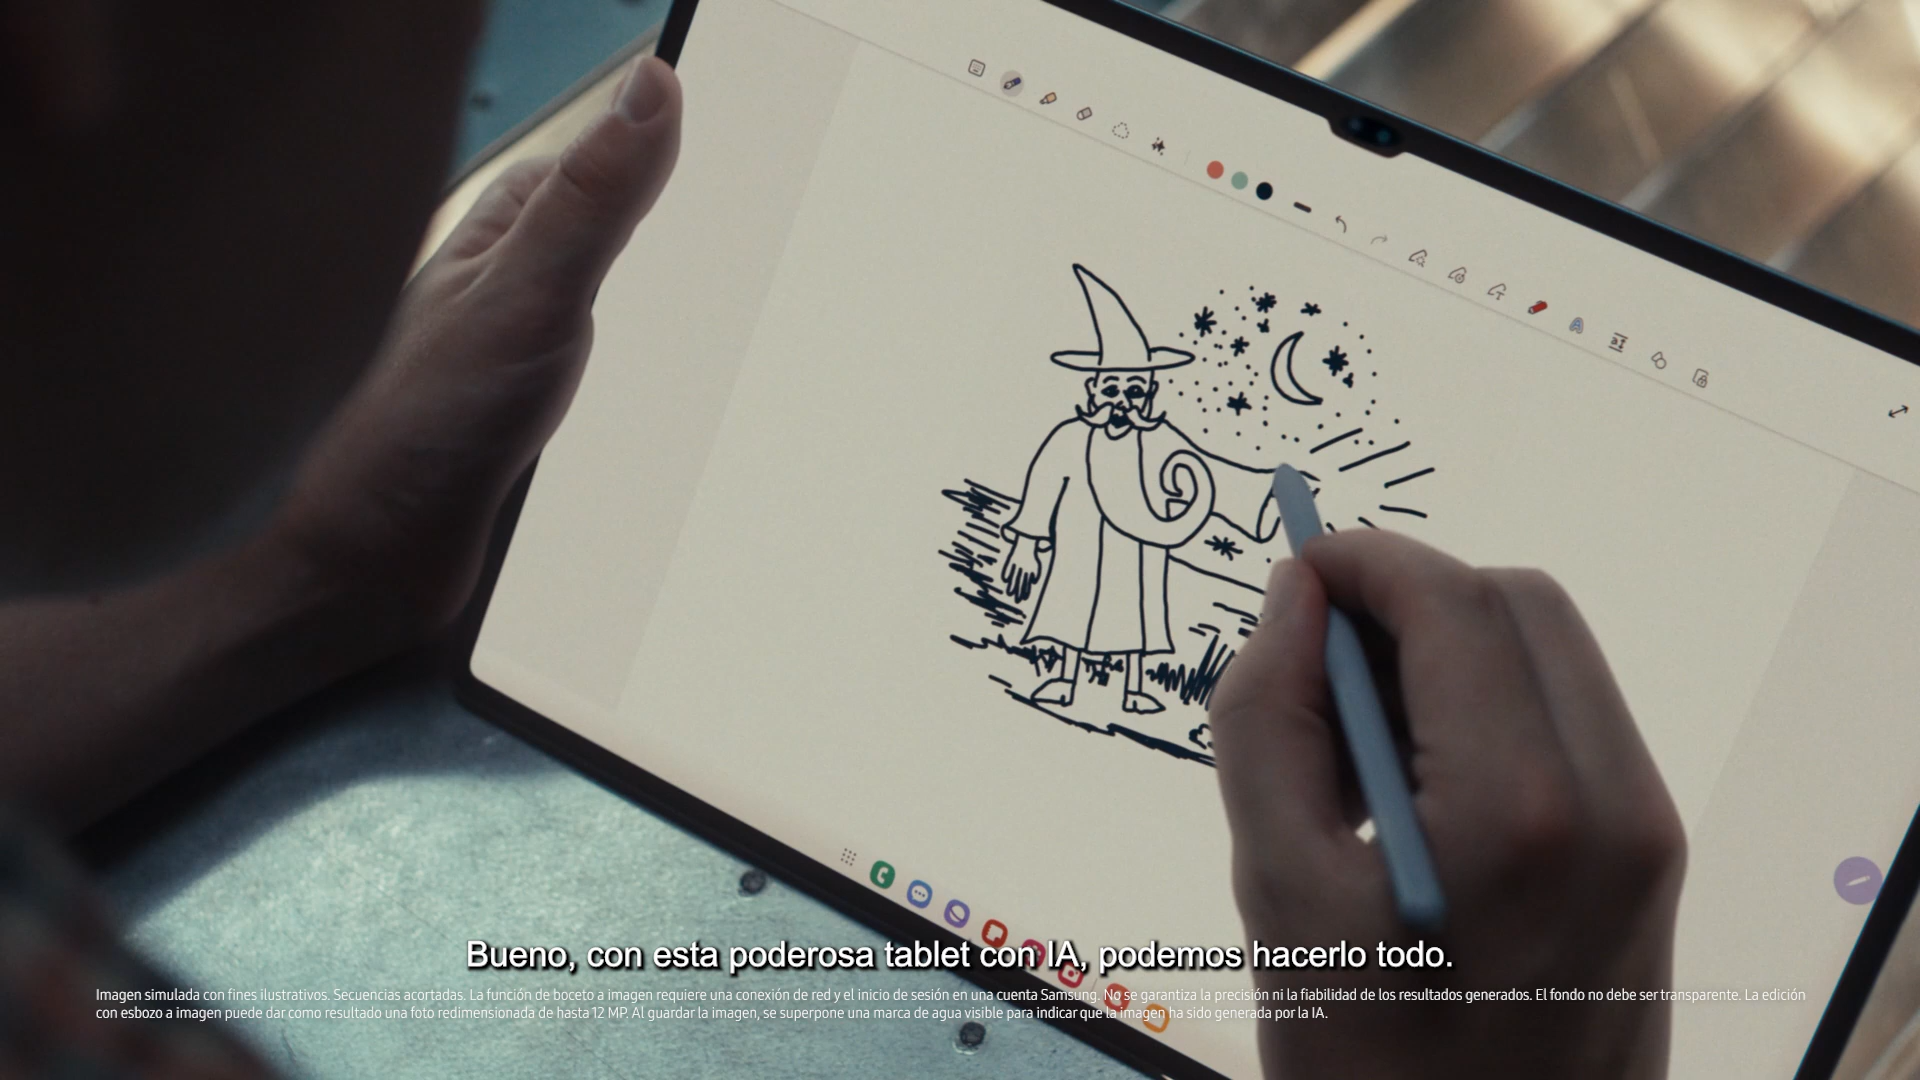 Bueno, con esta poderosa tablet con IA, podemos hacerlo todo.
Imagen simulada con fines ilustrativos. Secuencias acortadas. La función de boceto a imagen requiere una conexión de red y el inicio de sesión en una cuenta Samsung. No se garantiza la precisión ni la fiabilidad de los resultados generados. El fondo no debe ser transparente. La edición
con esbozo a imagen puede dar como resultado una foto redimensionada de hasta 12 MP. Al guardar la imagen, se superpone una marca de agua visible para indicar que la imagen ha sido generada por la IA.